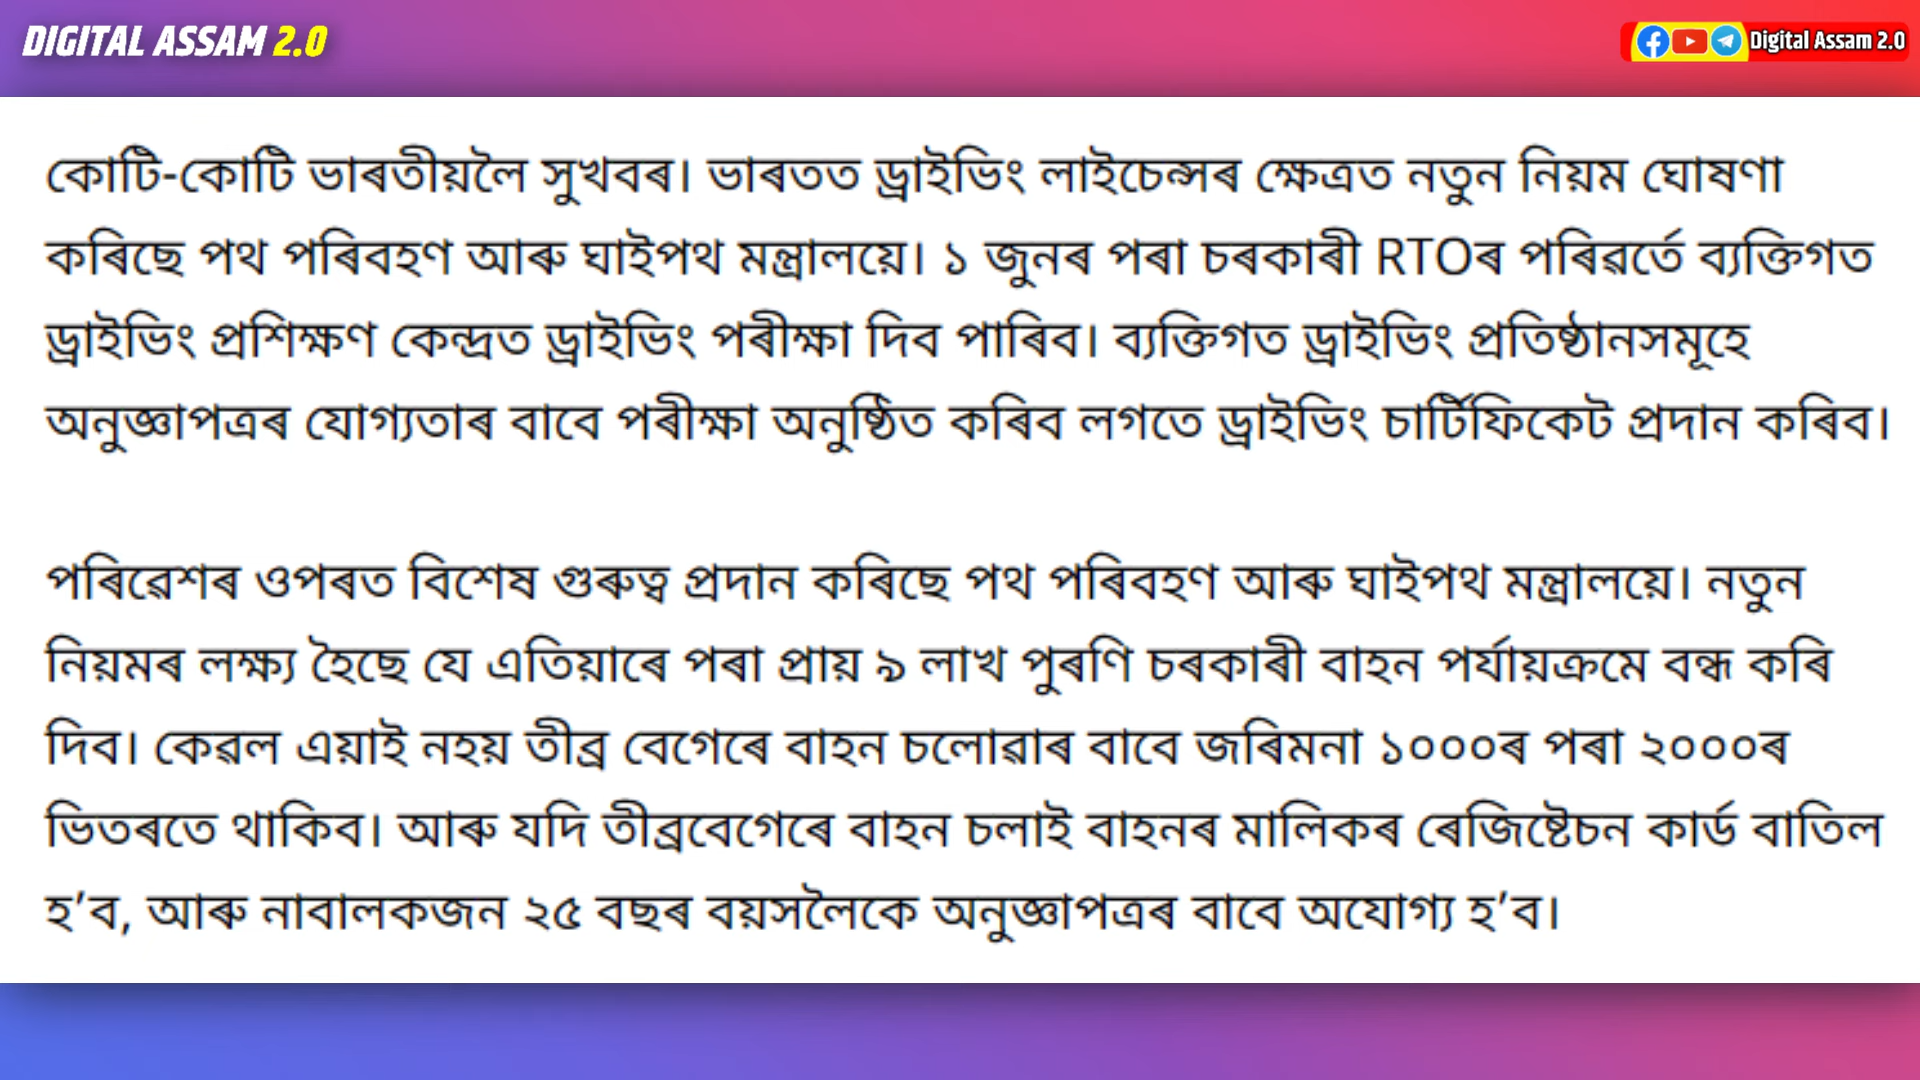 DIGITAL ASSAM 2.0
Digital Assam 2.0
কোটি-কোটি ভাৰতীয়লৈ সুখবৰ। ভাৰতত ড্ৰাইভিং লাইচেন্সৰ ক্ষেত্ৰত নতুন নিয়ম ঘোষণা
কৰিছে পথ পৰিবহণ আৰু ঘাইপথ মন্ত্ৰালয়ে। ১ জুনৰ পৰা চৰকাৰী RTOৰ পৰিৱৰ্তে ব্যক্তিগত
ড্ৰাইভিং প্ৰশিক্ষণ কেন্দ্ৰত ড্ৰাইভিং পৰীক্ষা দিব পাৰিব। ব্যক্তিগত ড্ৰাইভিং প্ৰতিষ্ঠানসমূহে
অনুজ্ঞাপত্ৰৰ যোগ্যতাৰ বাবে পৰীক্ষা অনুষ্ঠিত কৰিব লগতে ড্ৰাইভিং চাৰ্টিফিকেট প্ৰদান কৰিব।
পৰিৱেশৰ ওপৰত বিশেষ গুৰুত্ব প্ৰদান কৰিছে পথ পৰিবহণ আৰু ঘাইপথ মন্ত্ৰালয়ে। নতুন
নিয়মৰ লক্ষ্য হৈছে যে এতিয়াৰে পৰা প্ৰায় ৯ লাখ পুৰণি চৰকাৰী বাহন পৰ্যায়ক্ৰমে বন্ধ কৰি
দিব। কেৱল এয়াই নহয় তীব্ৰ বেগেৰে বাহন চলোৱাৰ বাবে জৰিমনা ১০০০ৰ পৰা ২০০০ৰ
ভিতৰতে থাকিব। আৰু যদি তীব্ৰবেগেৰে বাহন চলাই বাহনৰ মালিকৰ ৰেজিষ্টেচন কাৰ্ড বাতিল
হ’ব, আৰু নাবালকজন ২৫ বছৰ বয়সলৈকে অনুজ্ঞাপত্ৰৰ বাবে অযোগ্য হ’ব।